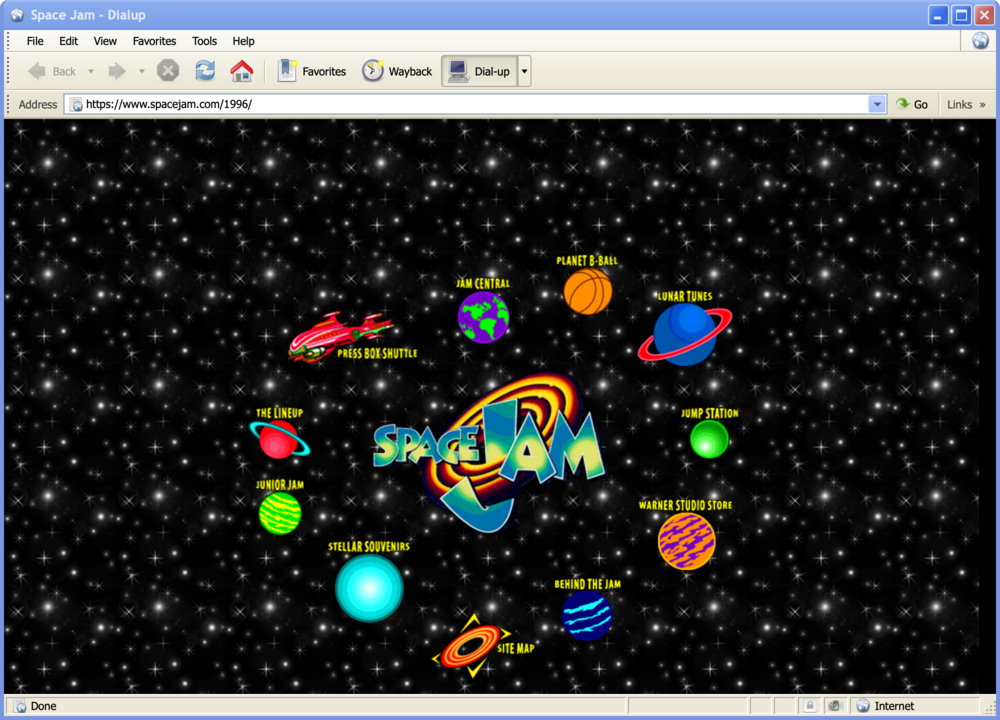 Space Jam - Dialup
File Edit View Favorites Tools Help
Back Favorites Wayback Dial-up
Address https://www.spacejam.com/1996/ Go Links »
PLANET B-BALL
JAM CENTRAL
LUNAR TUNES
PRESS BOX-SHUTTLE
THE LINEUP
JUMP STATION
SPACE JAM
JUNIOR JAM
WARNER STUDIO STORE
STELLAR SOUVENIRS
BEHIND THE JAM
SITE MAP
Done Internet